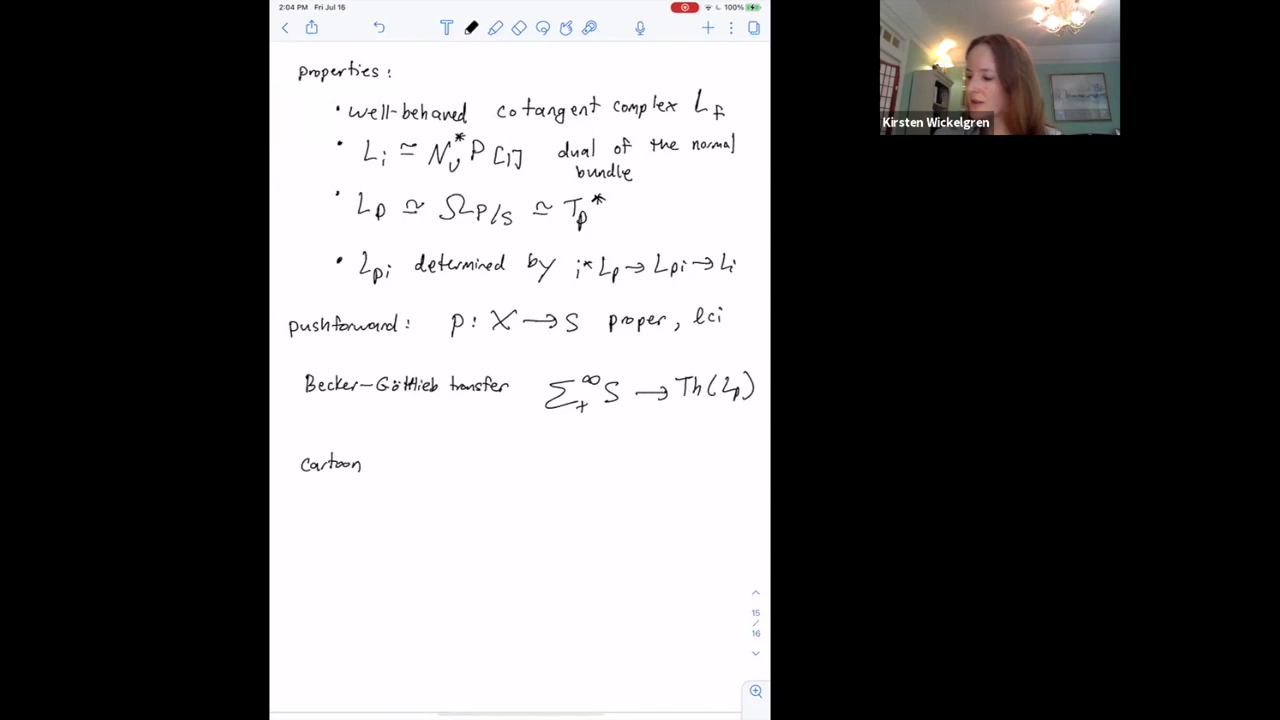 2:04 PM Fri Jul 16
100%
properties:
• well-behaved cotangent complex L_f
• L_i ≃ N_U^* P [1] dual of the normal bundle
• L_p ≃ Ω_{P/S} ≃ T_p^*
• L_{pi} determined by i^* L_p → L_{pi} → L_i
pushforward: p: X → S proper, lci
Becker-Gottlieb transfer Σ_+^∞ S → Th(L_p)
cartoon
15
/
16
Kirsten Wickelgren